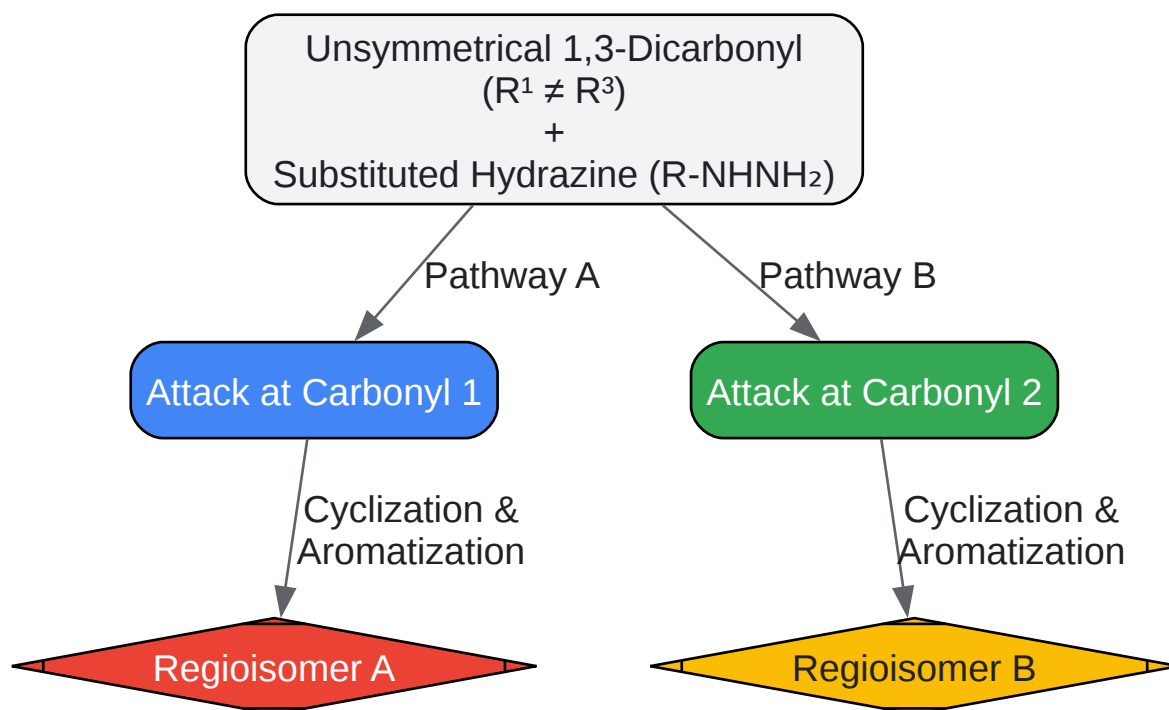 Unsymmetrical 1,3-Dicarbonyl
(R¹ ≠ R³)
+
Substituted Hydrazine (R-NHNH₂)
Pathway A
Pathway B
Attack at Carbonyl 1
Attack at Carbonyl 2
Cyclization &
Aromatization
Cyclization &
Aromatization
Regioisomer A
Regioisomer B